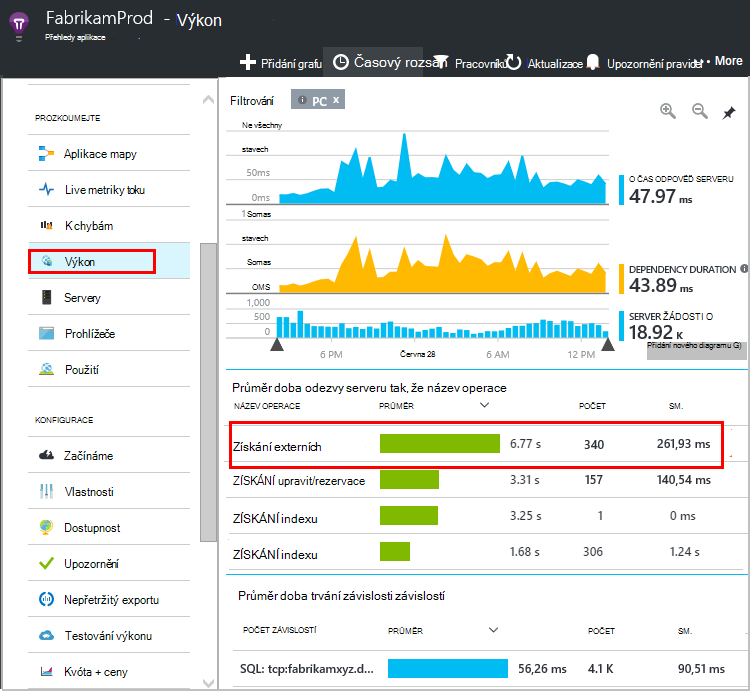 FabrikamProd - Výkon
Přehledy aplikace
Přidání grafu Časový rozsah Pracovníků Aktualizace Upozornění pravidel More
PROZKOUMEJTE
Aplikace mapy
Live metriky toku
K chybám
Výkon
Servery
Prohlížeče
Použití
KONFIGURACE
Začínáme
Vlastnosti
Dostupnost
Upozornění
Nepřetržitý exportu
Testování výkonu
Kvóta + ceny
Filtrování PC x
Ne všechny
stavech
50ms
0ms
O ČAS ODPOVĚĎ SERVERU
47.97 ms
1 Somas
stavech
Somas
OMS
DEPENDENCY DURATION
43.89 ms
1,000
500
0
SERVER ŽÁDOSTI O
18.92 K
Přidání nového diagramu G)
6 PM Června 28 6 AM 12 PM
Průměr doba odezvy serveru tak, že název operace
NÁZEV OPERACE PRŮMĚR POČET SM.
Získání externích 6.77 s 340 261,93 ms
ZÍSKÁNÍ upravit/rezervace 3.31 s 157 140,54 ms
ZÍSKÁNÍ indexu 3.25 s 1 0 ms
ZÍSKÁNÍ indexu 1.68 s 306 1.24 s
Průměr doba trvání závislosti závislostí
POČET ZÁVISLOSTÍ PRŮMĚR POČET SM.
SQL: tcp:fabrikamxyz.d... 56,26 ms 4.1 K 90,51 ms